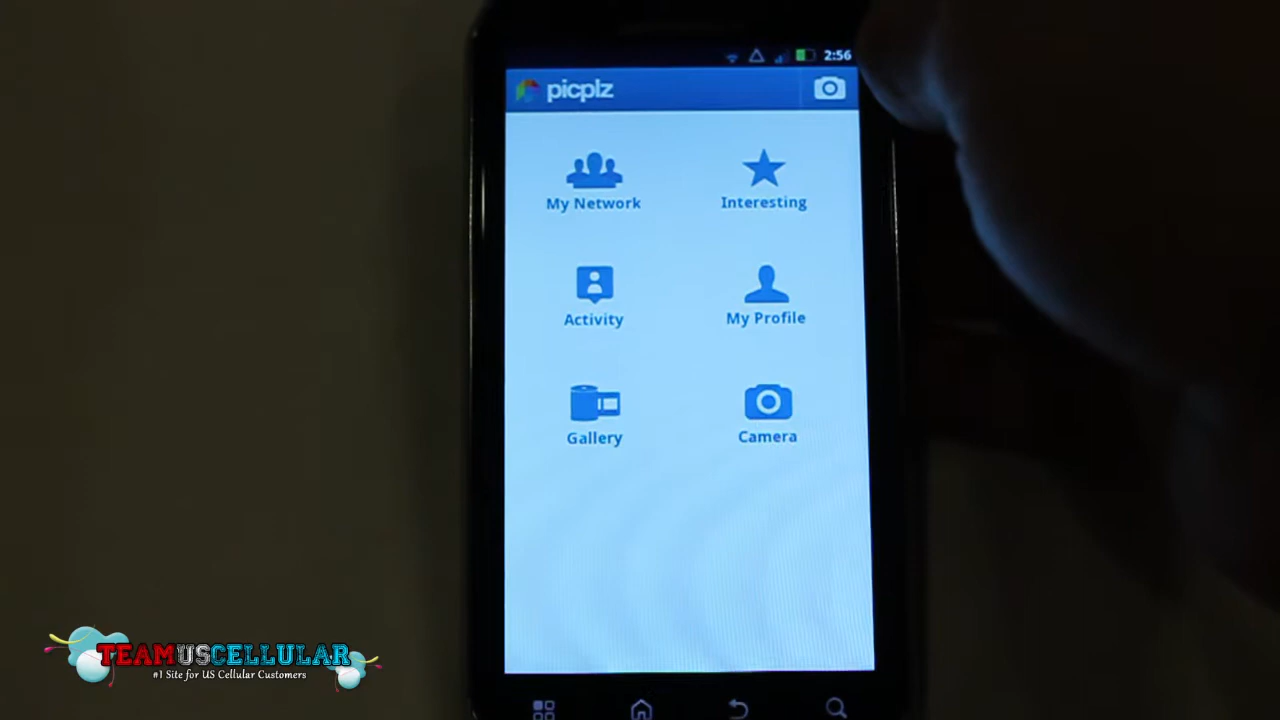 2:56
picplz
My Network
Interesting
Activity
My Profile
Gallery
Camera
TEAMUSCELLULAR
#1 Site for US Cellular Customers